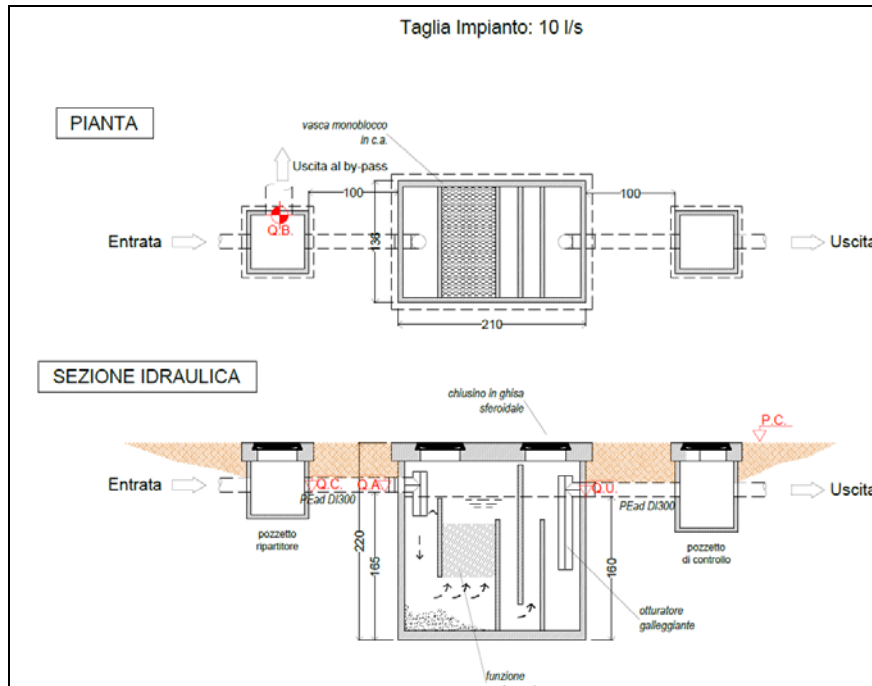 Taglia Impianto: 10 l/s
PIANTA
vasca monoblocco
in c.a.
Uscita al by-pass
100
100
Q.B.
Entrata
136
Uscita
210
SEZIONE IDRAULICA
chiusino in ghisa
sferoidale
P.C.
Entrata
Q.C.
Q.A.
Q.U.
Uscita
PEad DI300
PEad DI300
pozzetto
ripartitore
pozzetto
di controllo
220
165
160
otturatore
galleggiante
funzione